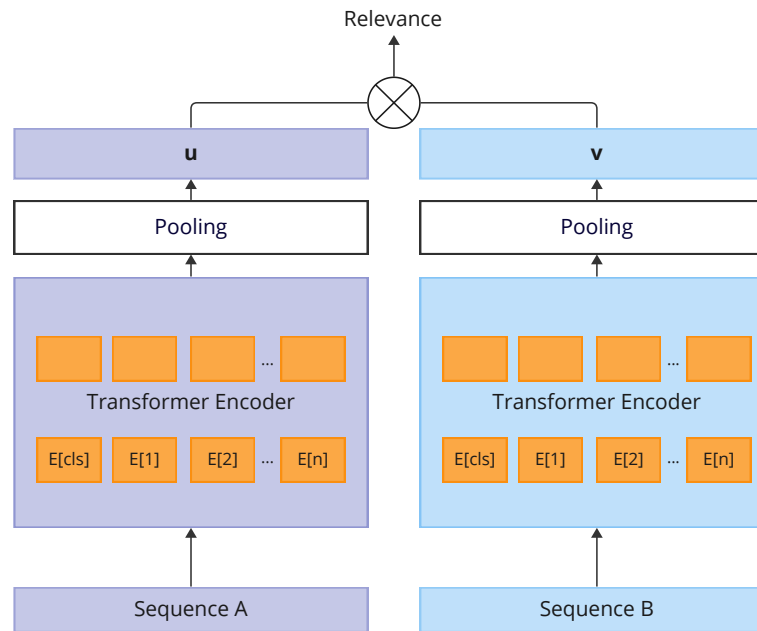 Relevance
u
v
Pooling
Pooling
...
...
Transformer Encoder
Transformer Encoder
E[cls] E[1] E[2] ... E[n]
E[cls] E[1] E[2] ... E[n]
Sequence A
Sequence B